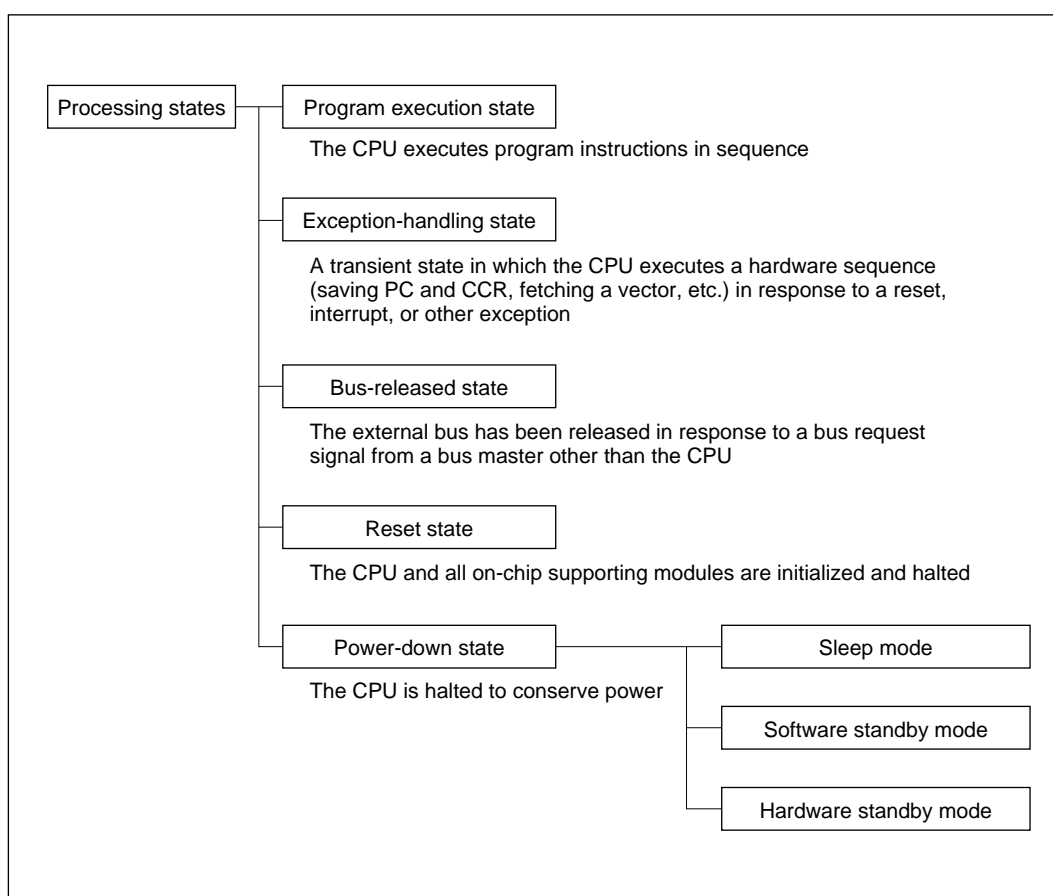 Processing states
Program execution state
The CPU executes program instructions in sequence
Exception-handling state
A transient state in which the CPU executes a hardware sequence
(saving PC and CCR, fetching a vector, etc.) in response to a reset,
interrupt, or other exception
Bus-released state
The external bus has been released in response to a bus request
signal from a bus master other than the CPU
Reset state
The CPU and all on-chip supporting modules are initialized and halted
Power-down state
The CPU is halted to conserve power
Sleep mode
Software standby mode
Hardware standby mode